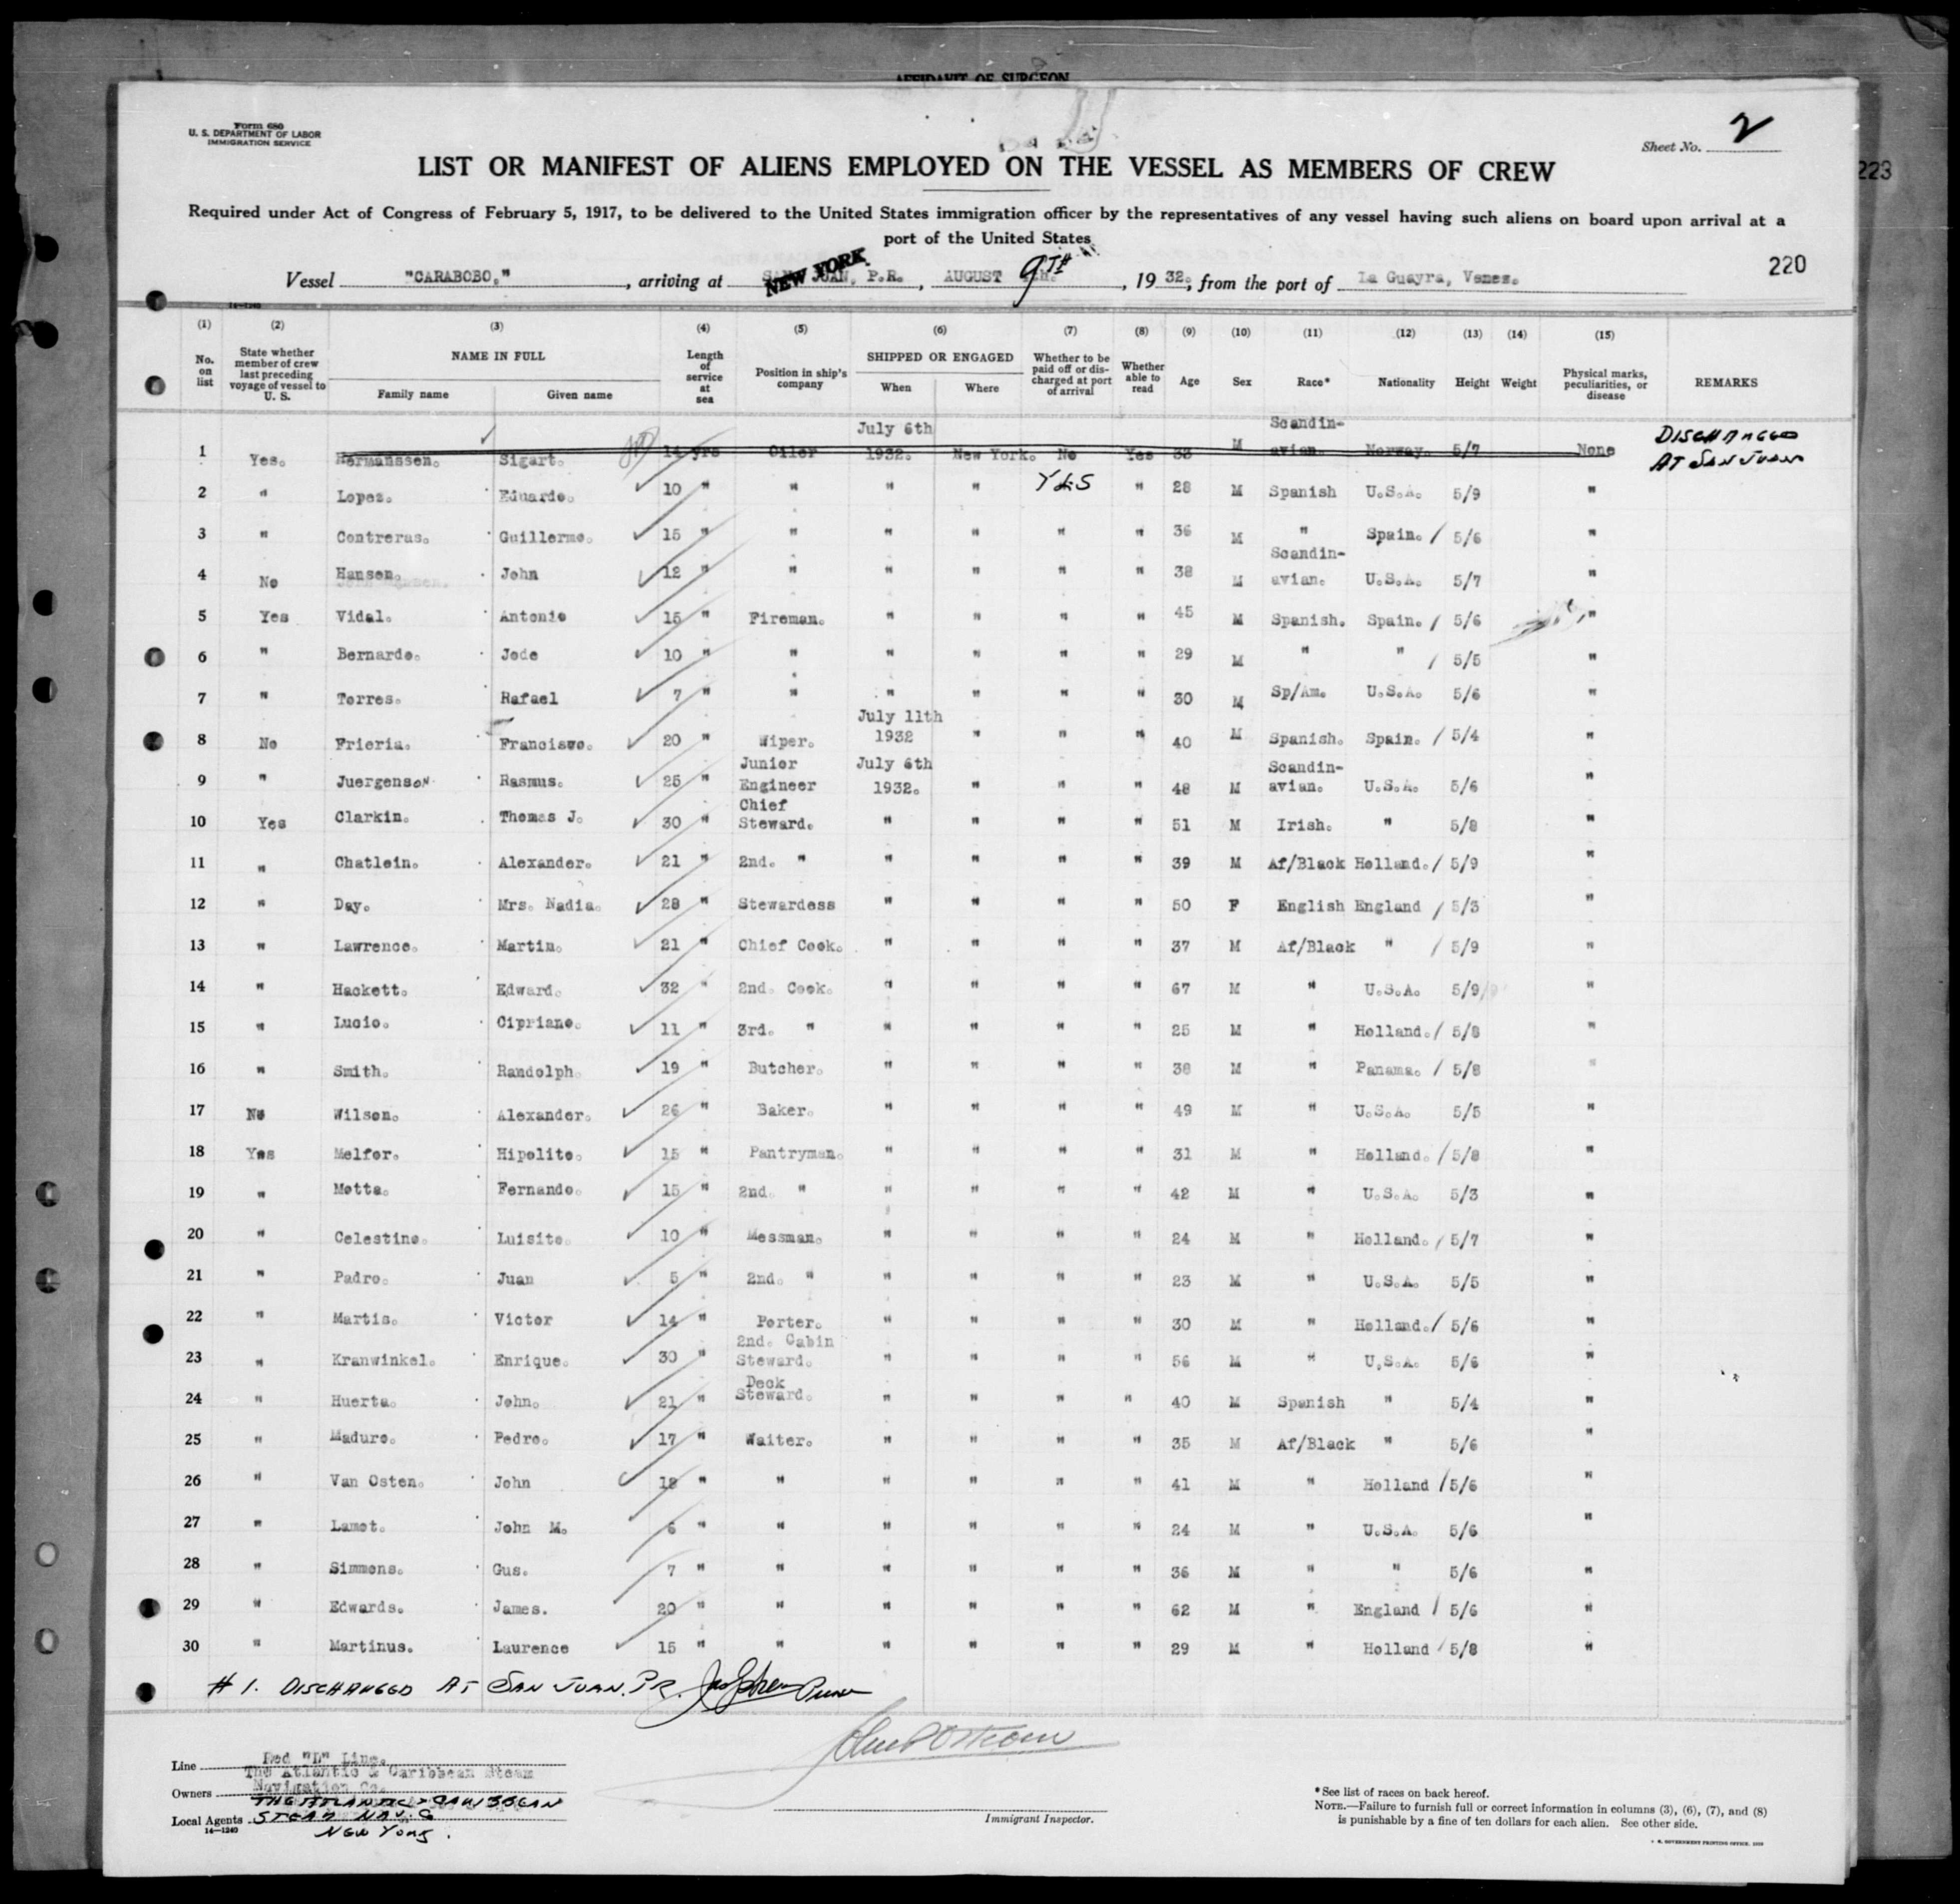 AFFIDAVIT OF SURGEON
Form 680
U. S. DEPARTMENT OF LABOR
IMMIGRATION SERVICE
Sheet No. 2
LIST OR MANIFEST OF ALIENS EMPLOYED ON THE VESSEL AS MEMBERS OF CREW
223
Required under Act of Congress of February 5, 1917, to be delivered to the United States immigration officer by the representatives of any vessel having such aliens on board upon arrival at a
port of the United States
220
Vessel "CARABOBO," , arriving at SAN JUAN, P.R. NEW YORK , AUGUST 9TH , 1932. , from the port of La Guayra, Venez.
14-1240
(1) (2) (3) (4) (5) (6) (7) (8) (9) (10) (11) (12) (13) (14) (15)
No. on list
State whether member of crew last preceding voyage of vessel to U. S.
NAME IN FULL
Family name Given name
Length of service at sea
Position in ship's company
SHIPPED OR ENGAGED
When Where
Whether to be paid off or discharged at port of arrival
Whether able to read
Age Sex Race* Nationality Height Weight
Physical marks, peculiarities, or disease
REMARKS
1 Yes. Hermanssen. Sigart. 14 yrs Oiler July 6th 1932. New York. No Yes 33 M Scandin-avian. Norway. 5/7 None DISCHARGED AT SAN JUAN
2 " Lopez. Eduardo. 10 " " " " YES " 28 M Spanish U.S.A. 5/9 "
3 " Contreras. Guillermo. 15 " " " " " " 36 M " Spain. / 5/6 "
4 No Hansen. John 12 " " " " " " 38 M Scandin-avian. U.S.A. 5/7 "
5 Yes Vidal. Antonio 15 " Fireman. " " " " 45 M Spanish. Spain. / 5/6 "
6 " Bernardo. Jode 10 " " " " " " 29 M " " / 5/5 "
7 " Torres. Rafael 7 " " " " " " 30 M Sp/Am. U.S.A. 5/6 "
8 No Frieria. Francisco. 20 " Wiper. July 11th 1932 " " " 40 M Spanish. Spain. / 5/4 "
9 " Juergenson Rasmus. 25 " Junior Engineer July 6th 1932. " " " 48 M Scandin-avian. U.S.A. 5/6 "
10 Yes Clarkin. Thomas J. 30 " Chief Steward. " " " " 51 M Irish. " 5/8 "
11 " Chatlein. Alexander. 21 " 2nd. " " " " " 39 M Af/Black Holland. / 5/9 "
12 " Day. Mrs. Nadia. 28 " Stewardess " " " " 50 F English England / 5/3 "
13 " Lawrence. Martin. 21 " Chief Cook. " " " " 37 M Af/Black " / 5/9 "
14 " Hackett. Edward. 32 " 2nd. Cook. " " " " 67 M " U.S.A. 5/9 "
15 " Lucio. Cipriano. 11 " 3rd. " " " " " 25 M " Holland. / 5/8 "
16 " Smith. Randolph. 19 " Butcher. " " " " 38 M " Panama. / 5/8 "
17 No Wilson. Alexander. 26 " Baker. " " " " 49 M " U.S.A. 5/5 "
18 Yes Melfor. Hipolito. 15 " Pantryman. " " " " 31 M " Holland. / 5/8 "
19 " Motta. Fernando. 15 " 2nd. " " " " " 42 M " U.S.A. 5/3 "
20 " Celestino. Luisito. 10 " Messman. " " " " 24 M " Holland. / 5/7 "
21 " Padro. Juan 5 " 2nd. " " " " " 23 M " U.S.A. 5/5 "
22 " Martis. Victor 14 " Porter. " " " " 30 M " Holland. / 5/6 "
23 " Kranwinkel. Enrique. 30 " 2nd. Cabin Steward. " " " " 56 M " U.S.A. 5/6 "
24 " Huerta. John. 21 " Deck Steward. " " " " 40 M Spanish " 5/4 "
25 " Maduro. Pedro. 17 " Waiter. " " " " 35 M Af/Black " 5/6 "
26 " Van Osten. John 18 " " " " " " 41 M " Holland / 5/6 "
27 " Lamot. John M. 6 " " " " " " 24 M " U.S.A. 5/6 "
28 " Simmons. Gus. 7 " " " " " " 36 M " " 5/6 "
29 " Edwards. James. 20 " " " " " " 62 M " England / 5/6 "
30 " Martinus. Laurence 15 " " " " " " 29 M " Holland / 5/8 "
#1. DISCHARGED AT SAN JUAN. P.R.
Line Red "D" Line.
The Atlantic & Caribbean Steam
Owners Navigation Co.
THE ATLANTIC & CARIBBEAN
Local Agents STEAM NAV. C
14-1240
NEW YORK.
Immigrant Inspector.
*See list of races on back hereof.
NOTE.—Failure to furnish full or correct information in columns (3), (6), (7), and (8)
is punishable by a fine of ten dollars for each alien. See other side.
GOVERNMENT PRINTING OFFICE